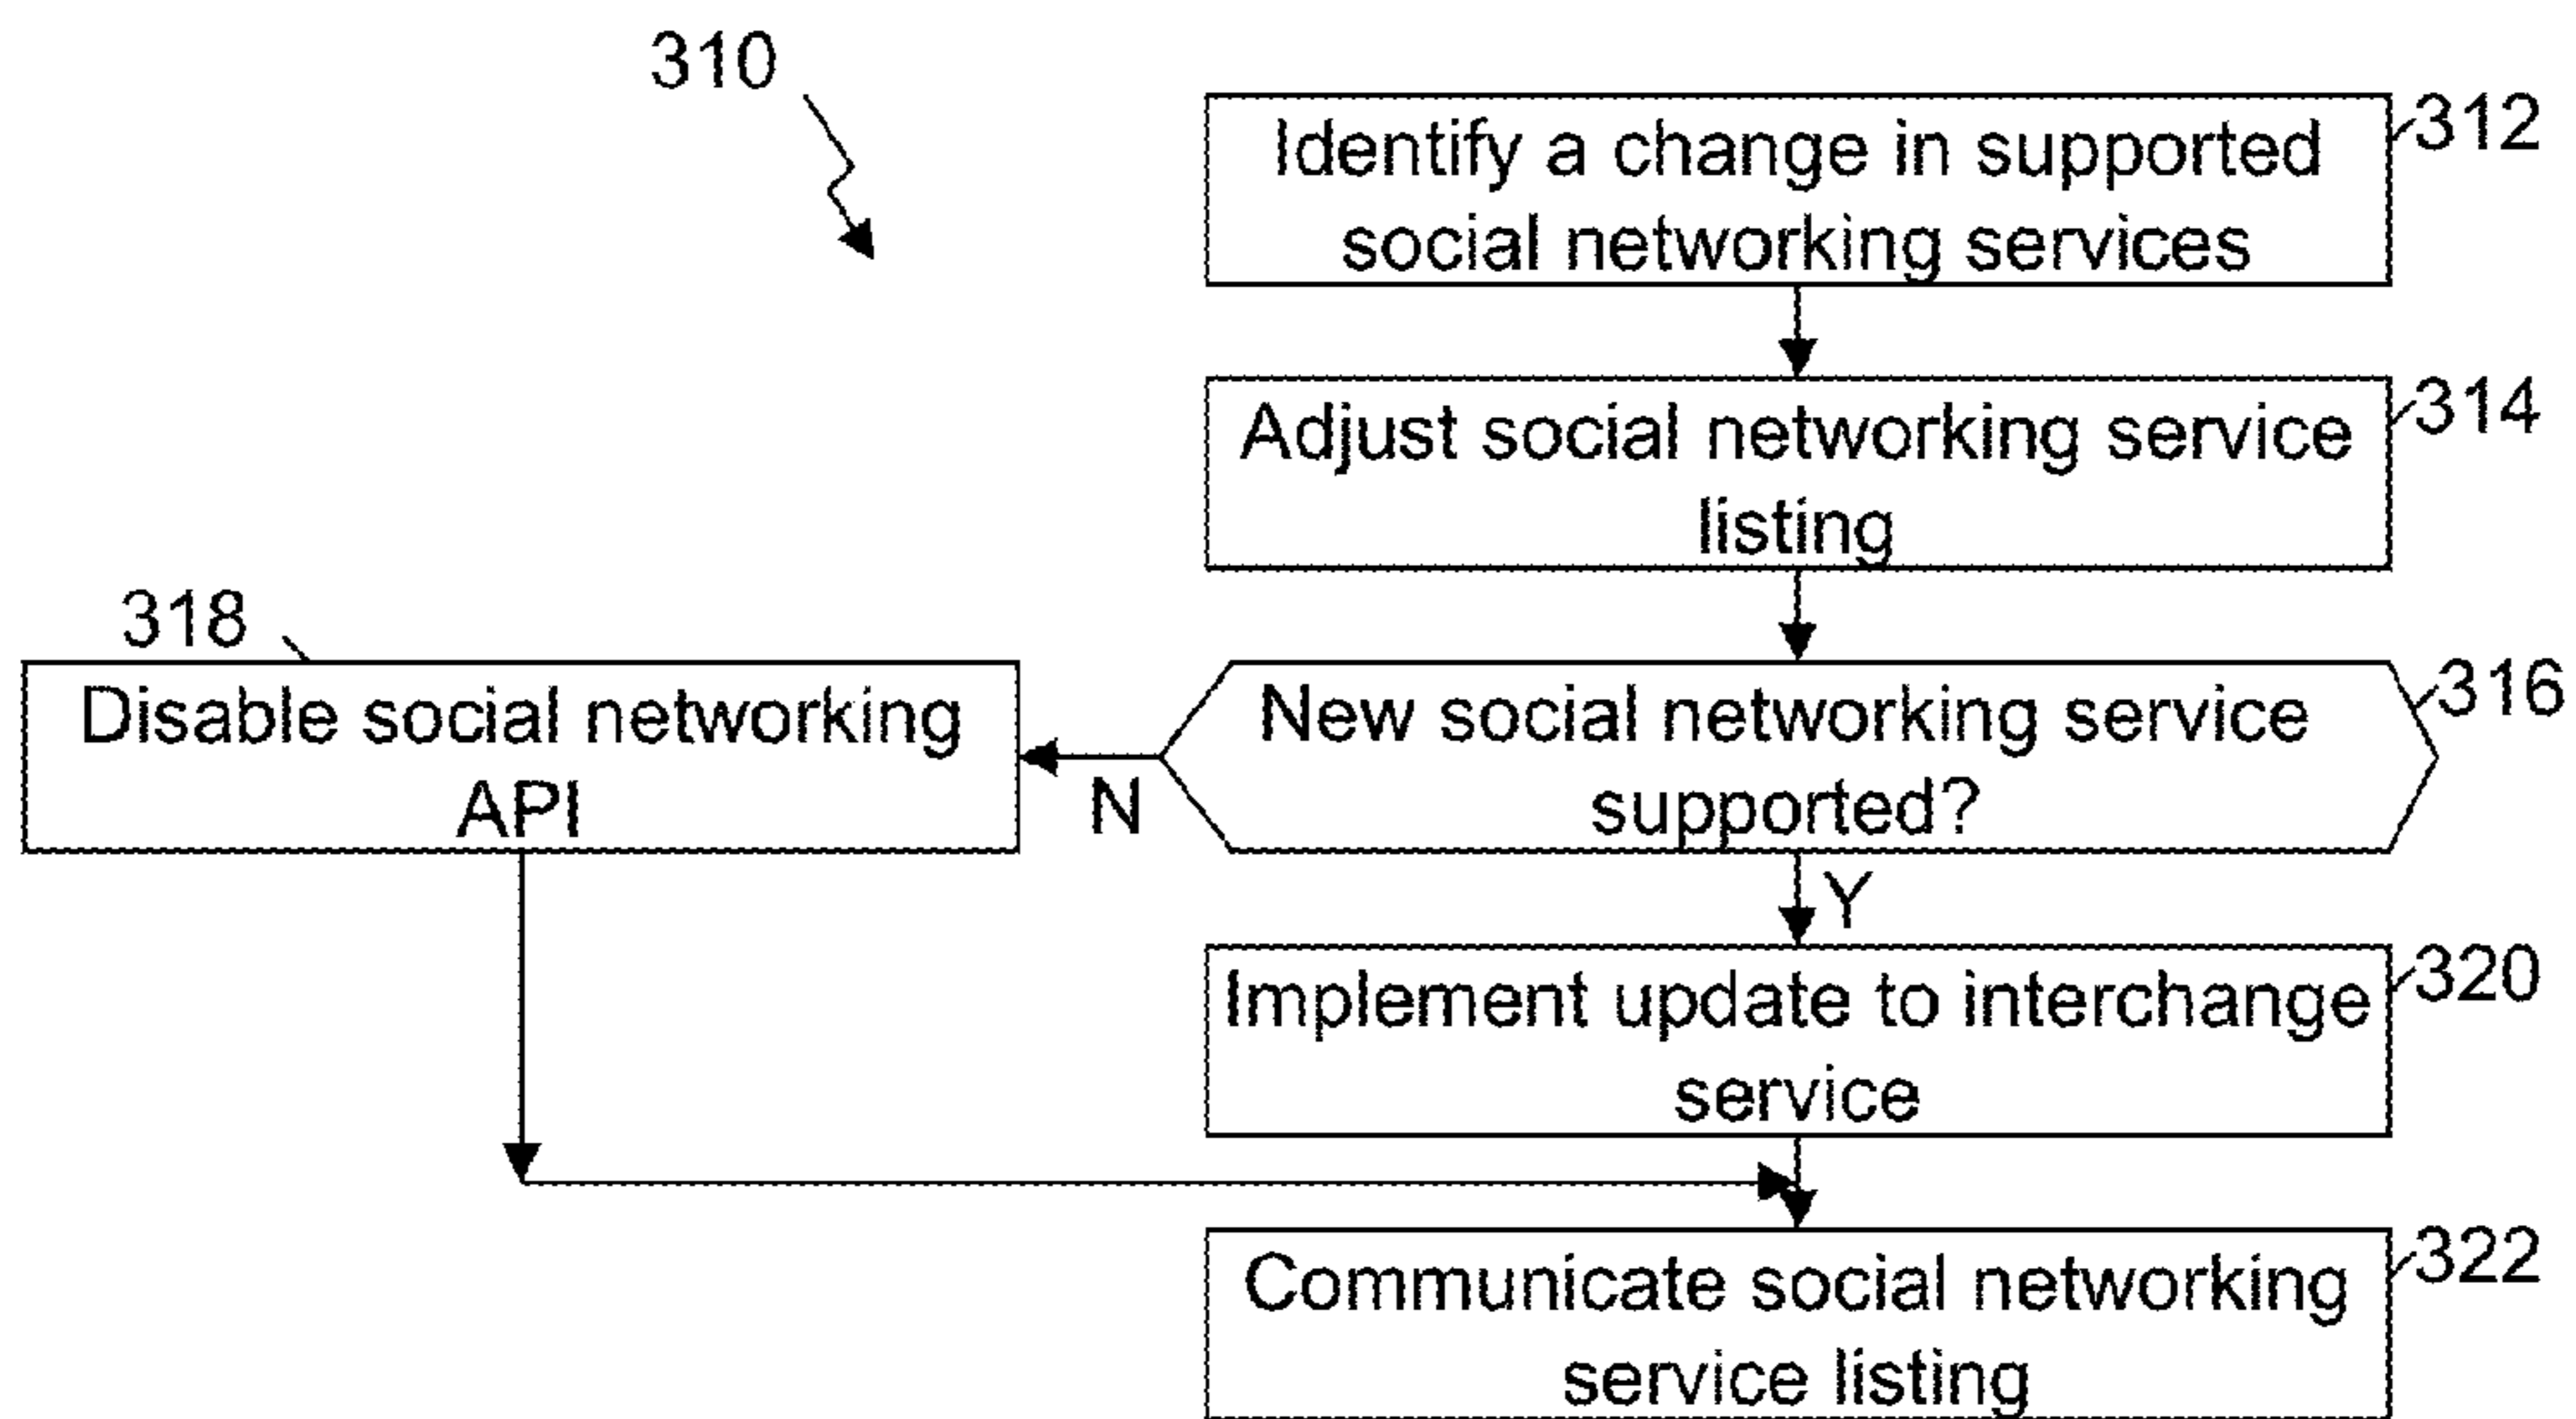 310
Identify a change in supported
social networking services
312
Adjust social networking service
listing
314
New social networking service
supported?
316
N
318
Disable social networking
API
Y
Implement update to interchange
service
320
Communicate social networking
service listing
322